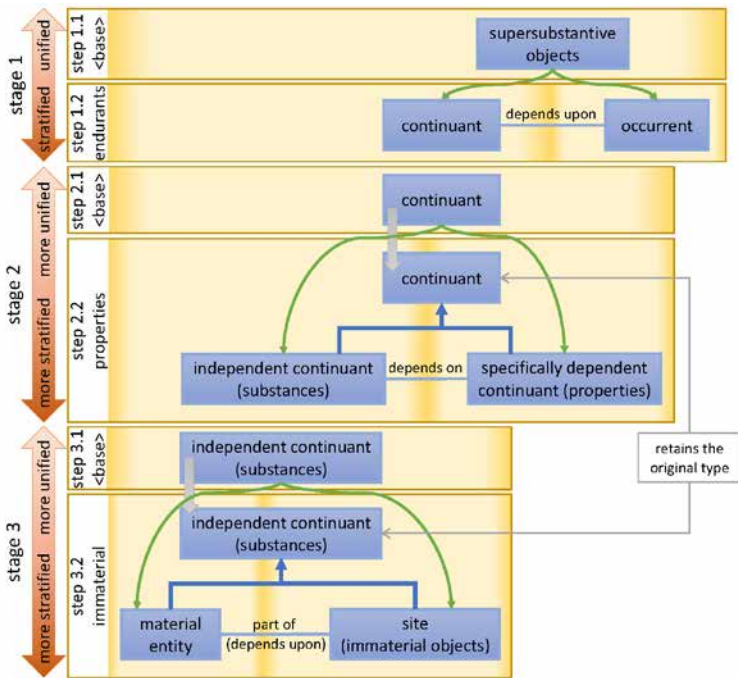 stage 1
stratified
unified
step 1.1
<base>
supersubstantive
objects
step 1.2
endurants
continuant
depends upon
occurrent
stage 2
more stratified
more unified
step 2.1
<base>
continuant
step 2.2
properties
continuant
independent continuant
(substances)
depends on
specifically dependent
continuant (properties)
retains the
original type
stage 3
more stratified
more unified
step 3.1
<base>
independent continuant
(substances)
step 3.2
immaterial
independent continuant
(substances)
material
entity
part of
(depends upon)
site
(immaterial objects)